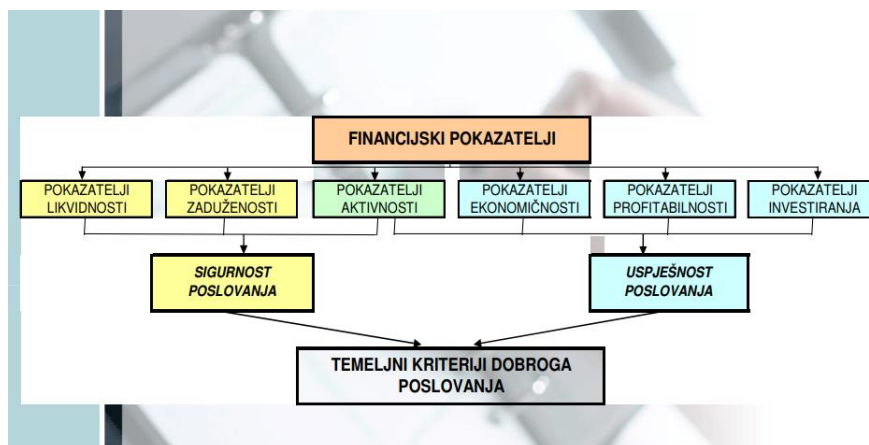 FINANCIJSKI POKAZATELJI
POKAZATELJI
LIKVIDNOSTI
POKAZATELJI
ZADUŽENOSTI
POKAZATELJI
AKTIVNOSTI
POKAZATELJI
EKONOMIČNOSTI
POKAZATELJI
PROFITABILNOSTI
POKAZATELJI
INVESTIRANJA
SIGURNOST
POSLOVANJA
USPJEŠNOST
POSLOVANJA
TEMELJNI KRITERIJI DOBROGA
POSLOVANJA